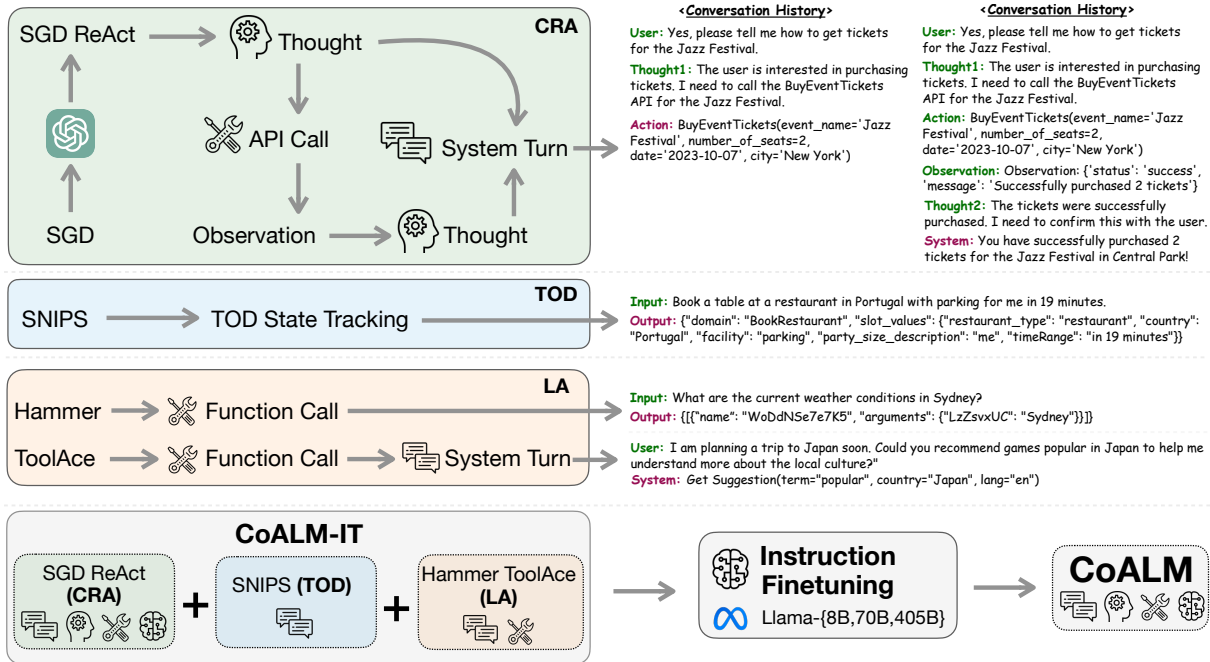 CRA
SGD ReAct
Thought
API Call
System Turn
SGD
Observation
Thought
<Conversation History>
User: Yes, please tell me how to get tickets
for the Jazz Festival.
Thought1: The user is interested in purchasing
tickets. I need to call the BuyEventTickets
API for the Jazz Festival.
Action: BuyEventTickets(event_name='Jazz
Festival', number_of_seats=2,
date='2023-10-07', city='New York')
<Conversation History>
User: Yes, please tell me how to get tickets
for the Jazz Festival.
Thought1: The user is interested in purchasing
tickets. I need to call the BuyEventTickets
API for the Jazz Festival.
Action: BuyEventTickets(event_name='Jazz
Festival', number_of_seats=2,
date='2023-10-07', city='New York')
Observation: Observation: {'status': 'success',
'message': 'Successfully purchased 2 tickets'}
Thought2: The tickets were successfully
purchased. I need to confirm this with the user.
System: You have successfully purchased 2
tickets for the Jazz Festival in Central Park!
TOD
SNIPS
TOD State Tracking
Input: Book a table at a restaurant in Portugal with parking for me in 19 minutes.
Output: {"domain": "BookRestaurant", "slot_values": {"restaurant_type": "restaurant", "country":
"Portugal", "facility": "parking", "party_size_description": "me", "timeRange": "in 19 minutes"}}
LA
Hammer
Function Call
ToolAce
Function Call
System Turn
Input: What are the current weather conditions in Sydney?
Output: {[{"name": "WoDdNSe7e7K5", "arguments": {"LzZsvxUC": "Sydney"}}]}
User: I am planning a trip to Japan soon. Could you recommend games popular in Japan to help me
understand more about the local culture?"
System: Get Suggestion(term="popular", country="Japan", lang="en")
CoALM-IT
SGD ReAct
(CRA)
+
SNIPS (TOD)
+
Hammer ToolAce
(LA)
Instruction
Finetuning
Llama-{8B,70B,405B}
CoALM